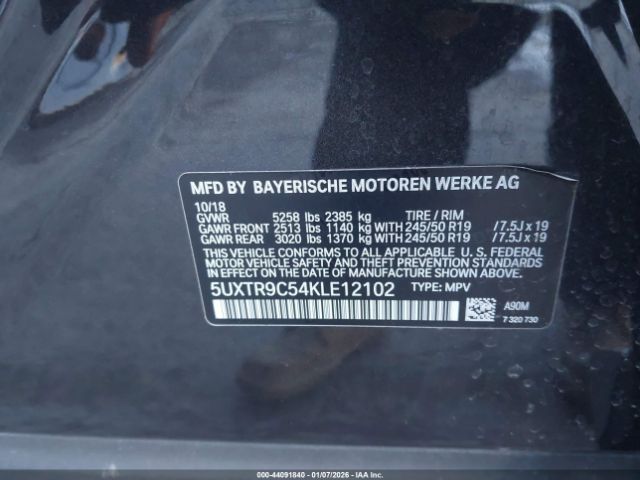 MFD BY BAYERISCHE MOTOREN WERKE AG
10/18
GVWR 5258 lbs 2385 kg TIRE / RIM
GAWR FRONT 2513 lbs 1140 kg WITH 245/50 R19 /7.5J x 19
GAWR REAR 3020 lbs 1370 kg WITH 245/50 R19 /7.5J x 19
THIS VEHICLE CONFORMS TO ALL APPLICABLE U. S. FEDERAL
MOTOR VEHICLE SAFETY, BUMPER, AND THEFT PREVENTION
STANDARDS IN EFFECT ON THE DATE OF MANUFACTURE SHOWN ABOVE.
5UXTR9C54KLE12102 TYPE: MPV
A90M
7 320 730
000-44091840 - 01/07/2026 - IAAI.COM - COPART